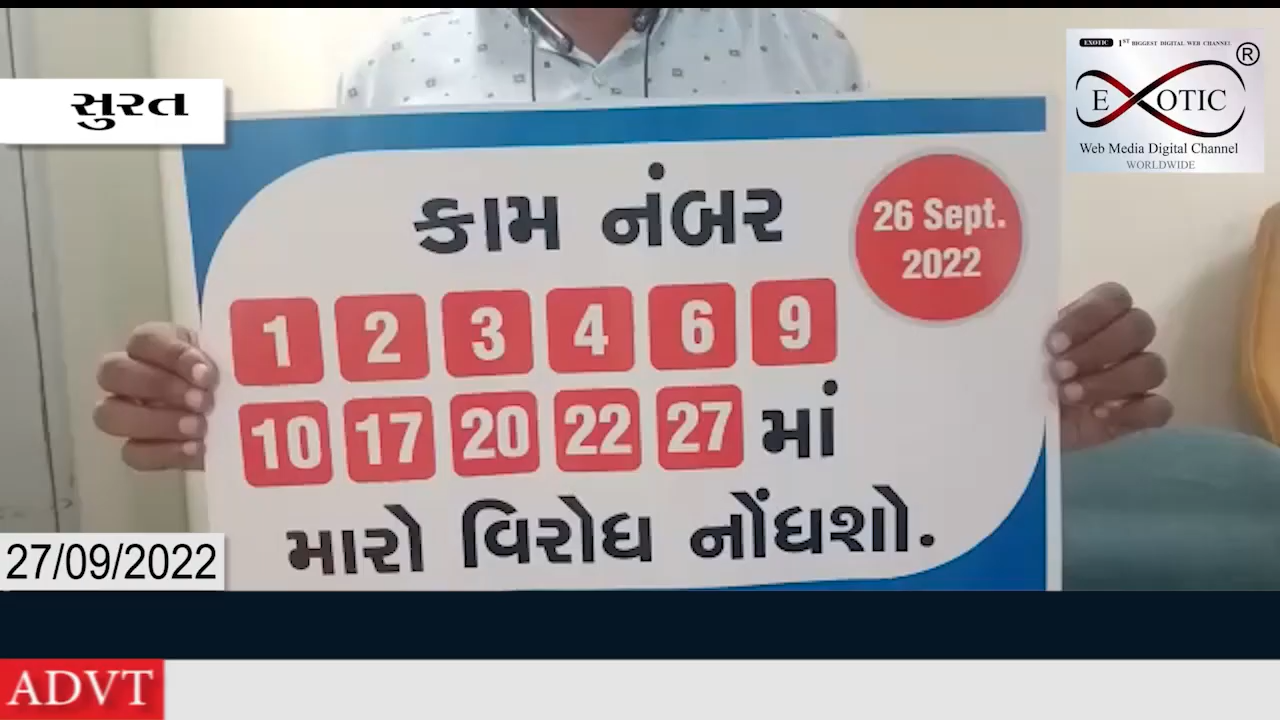 EXOTIC 1ST BIGGEST DIGITAL WEB CHANNEL
EXOTIC ®
Web Media Digital Channel
WORLDWIDE
સુરત
કામ નંબર
26 Sept.
2022
1 2 3 4 6 9
10 17 20 22 27 માં
મારો વિરોધ નોંધશો.
27/09/2022
ADVT